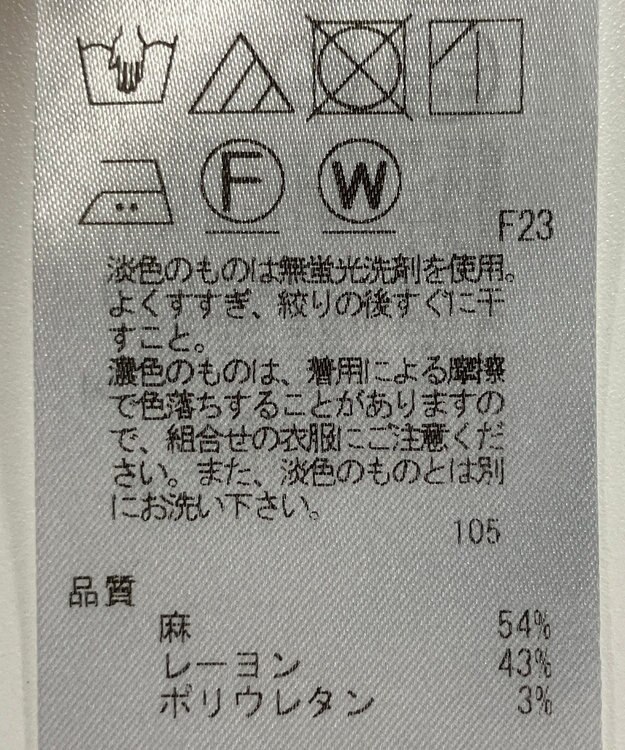 F W
F23
淡色のものは無蛍光洗剤を使用。
よくすすぎ、絞りの後すぐに干
すこと。
濃色のものは、着用による摩擦
で色落ちすることがありますの
で、組合せの衣服にご注意くだ
さい。また、淡色のものとは別
にお洗い下さい。
105
品質
麻 54%
レーヨン 43%
ポリウレタン 3%